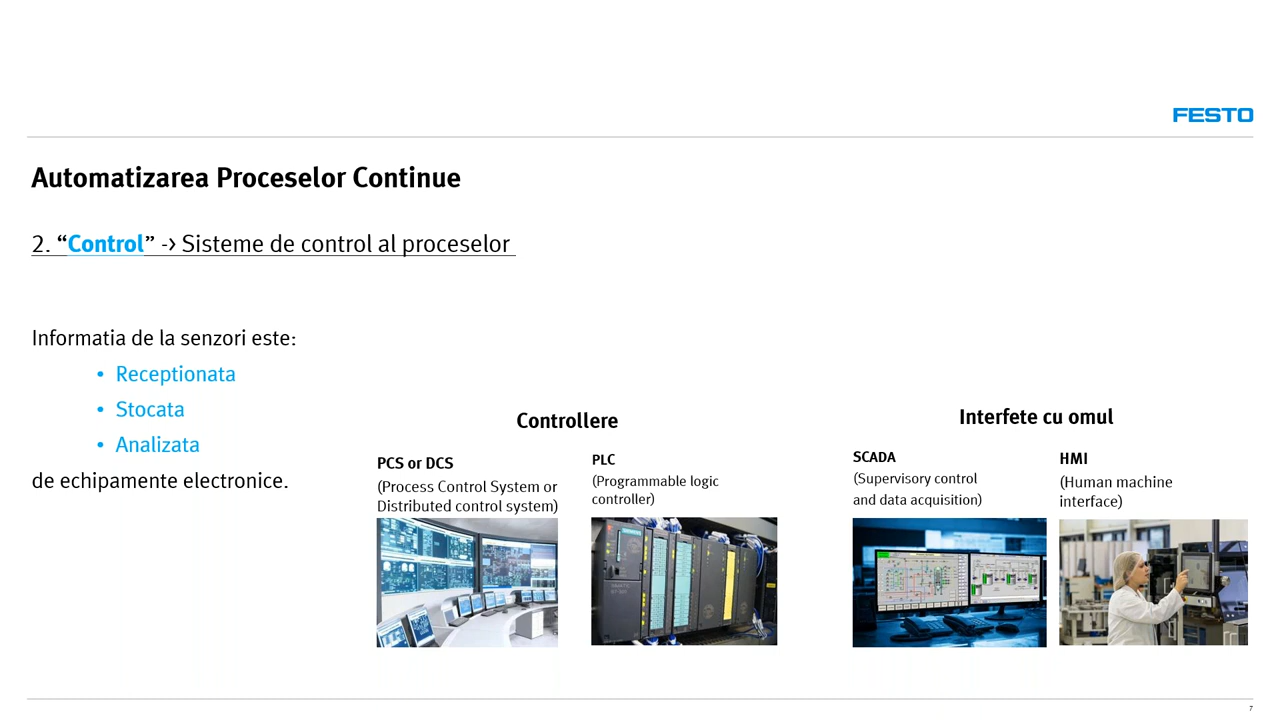 FESTO
Automatizarea Proceselor Continue
2. “Control” -> Sisteme de control al proceselor
Informatia de la senzori este:
• Receptionata
• Stocata
• Analizata
de echipamente electronice.
Controllere
PCS or DCS
(Process Control System or
Distributed control system)
PLC
(Programmable logic
controller)
Interfete cu omul
SCADA
(Supervisory control
and data acquisition)
HMI
(Human machine
interface)
7